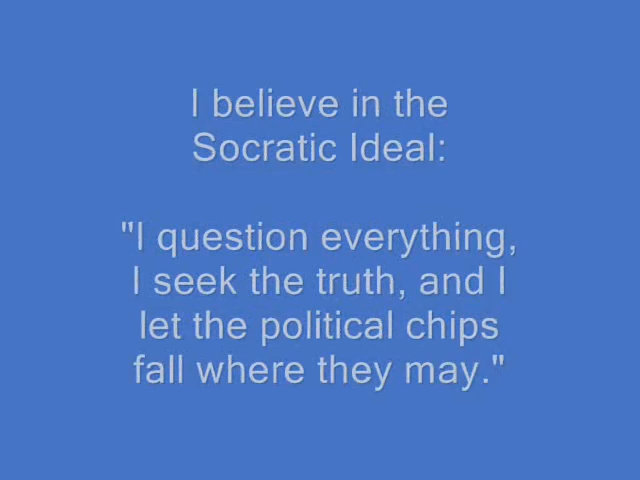 I believe in the
Socratic Ideal:
"I question everything,
I seek the truth, and I
let the political chips
fall where they may."